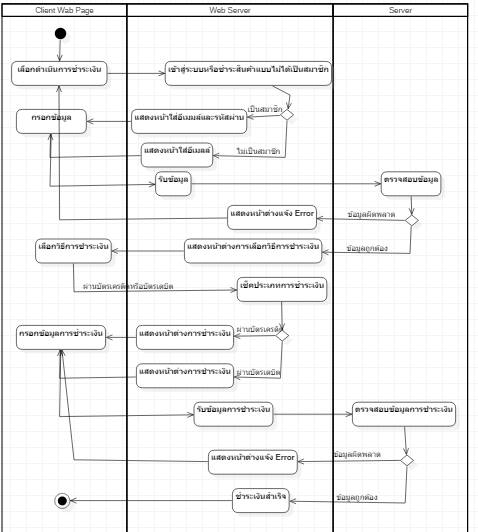 Client Wab Page
Web Server
Server
เลือกดำเนินการชำระเงิน
เข้าสู่ระบบหรือชำระสินค้าแบบไม่ได้เป็นสมาชิก
เป็นสมาชิก
กรอกข้อมูล
แสดงหน้าใส่อีเมลล์และรหัสผ่าน
แสดงหน้าใส่อีเมลล์
ไม่เป็นสมาชิก
รับข้อมูล
ตรวจสอบข้อมูล
แสดงหน้าต่างแจ้ง Error
ข้อมูลผิดพลาด
เลือกวิธีการชำระเงิน
แสดงหน้าต่างการเลือกวิธีการชำระเงิน
ข้อมูลถูกต้อง
ผ่านบัตรเครดิตหรือบัตรเดบิต
เช็คประเภทการชำระเงิน
กรอกข้อมูลการชำระเงิน
แสดงหน้าต่างการชำระเงิน
ผ่านบัตรเครดิต
แสดงหน้าต่างการชำระเงิน
ผ่านบัตรเดบิต
รับข้อมูลการชำระเงิน
ตรวจสอบข้อมูลการชำระเงิน
แสดงหน้าต่างแจ้ง Error
ข้อมูลผิดพลาด
ชำระเงินสำเร็จ
ข้อมูลถูกต้อง